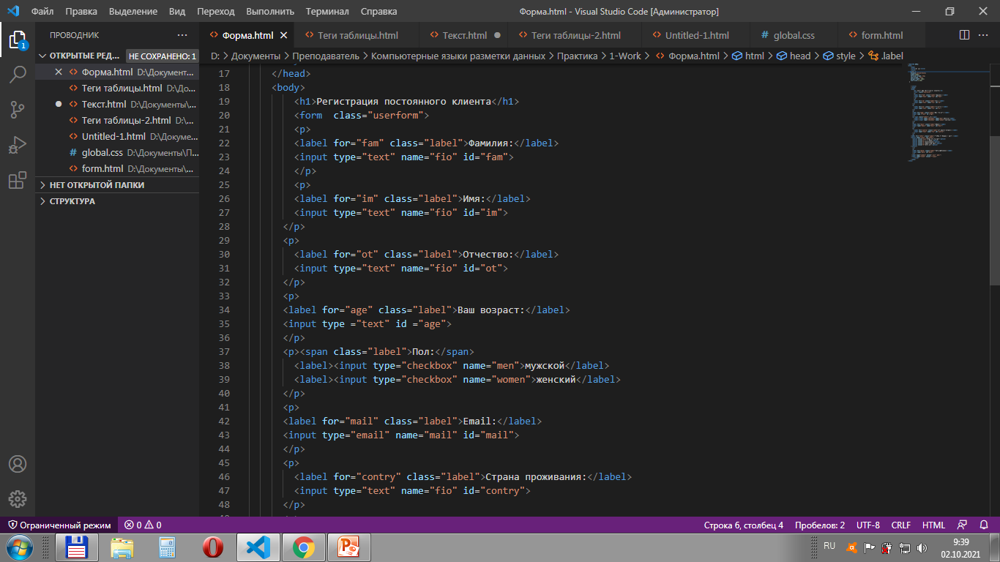 Файл Правка Выделение Вид Переход Выполнить Терминал Справка Форма.html - Visual Studio Code [Администратор]
ПРОВОДНИК
Форма.html Теги таблицы.html Текст.html Теги таблицы-2.html Untitled-1.html global.css form.html
ОТКРЫТЫЕ РЕД... НЕ СОХРАНЕНО: 1
D: > Документы > Преподаватель > Компьютерные языки разметки данных > Практика > 1-Work > Форма.html > html > head > style > .label
1
Форма.html D:\Документ...
Теги таблицы.html D:\До...
Текст.html D:\Документы\...
Теги таблицы-2.html D:\...
Untitled-1.html D:\Докуме...
global.css D:\Документы\П...
form.html D:\Документы\...
НЕТ ОТКРЫТОЙ ПАПКИ
СТРУКТУРА
17 </head>
18 <body>
19 <h1>Регистрация постоянного клиента</h1>
20 <form  class="userform">
21 <p>
22 <label for="fam" class="label">Фамилия:</label>
23 <input type="text" name="fio" id="fam">
24 </p>
25 <p>
26 <label for="im" class="label">Имя:</label>
27 <input type="text" name="fio" id="im">
28 </p>
29 <p>
30 <label for="ot" class="label">Отчество:</label>
31 <input type="text" name="fio" id="ot">
32 </p>
33 <p>
34 <label for="age" class="label">Ваш возраст:</label>
35 <input type ="text" id ="age">
36 </p>
37 <p><span class="label">Пол:</span>
38 <label><input type="checkbox" name="men">мужской</label>
39 <label><input type="checkbox" name="women">женский</label>
40 </p>
41 <p>
42 <label for="mail" class="label">Email:</label>
43 <input type="email" name="mail" id="mail">
44 </p>
45 <p>
46 <label for="contry" class="label">Страна проживания:</label>
47 <input type="text" name="fio" id="contry">
48 </p>
Ограниченный режим 0 0 Строка 6, столбец 4 Пробелов: 2 UTF-8 CRLF HTML
RU 9:39
02.10.2021